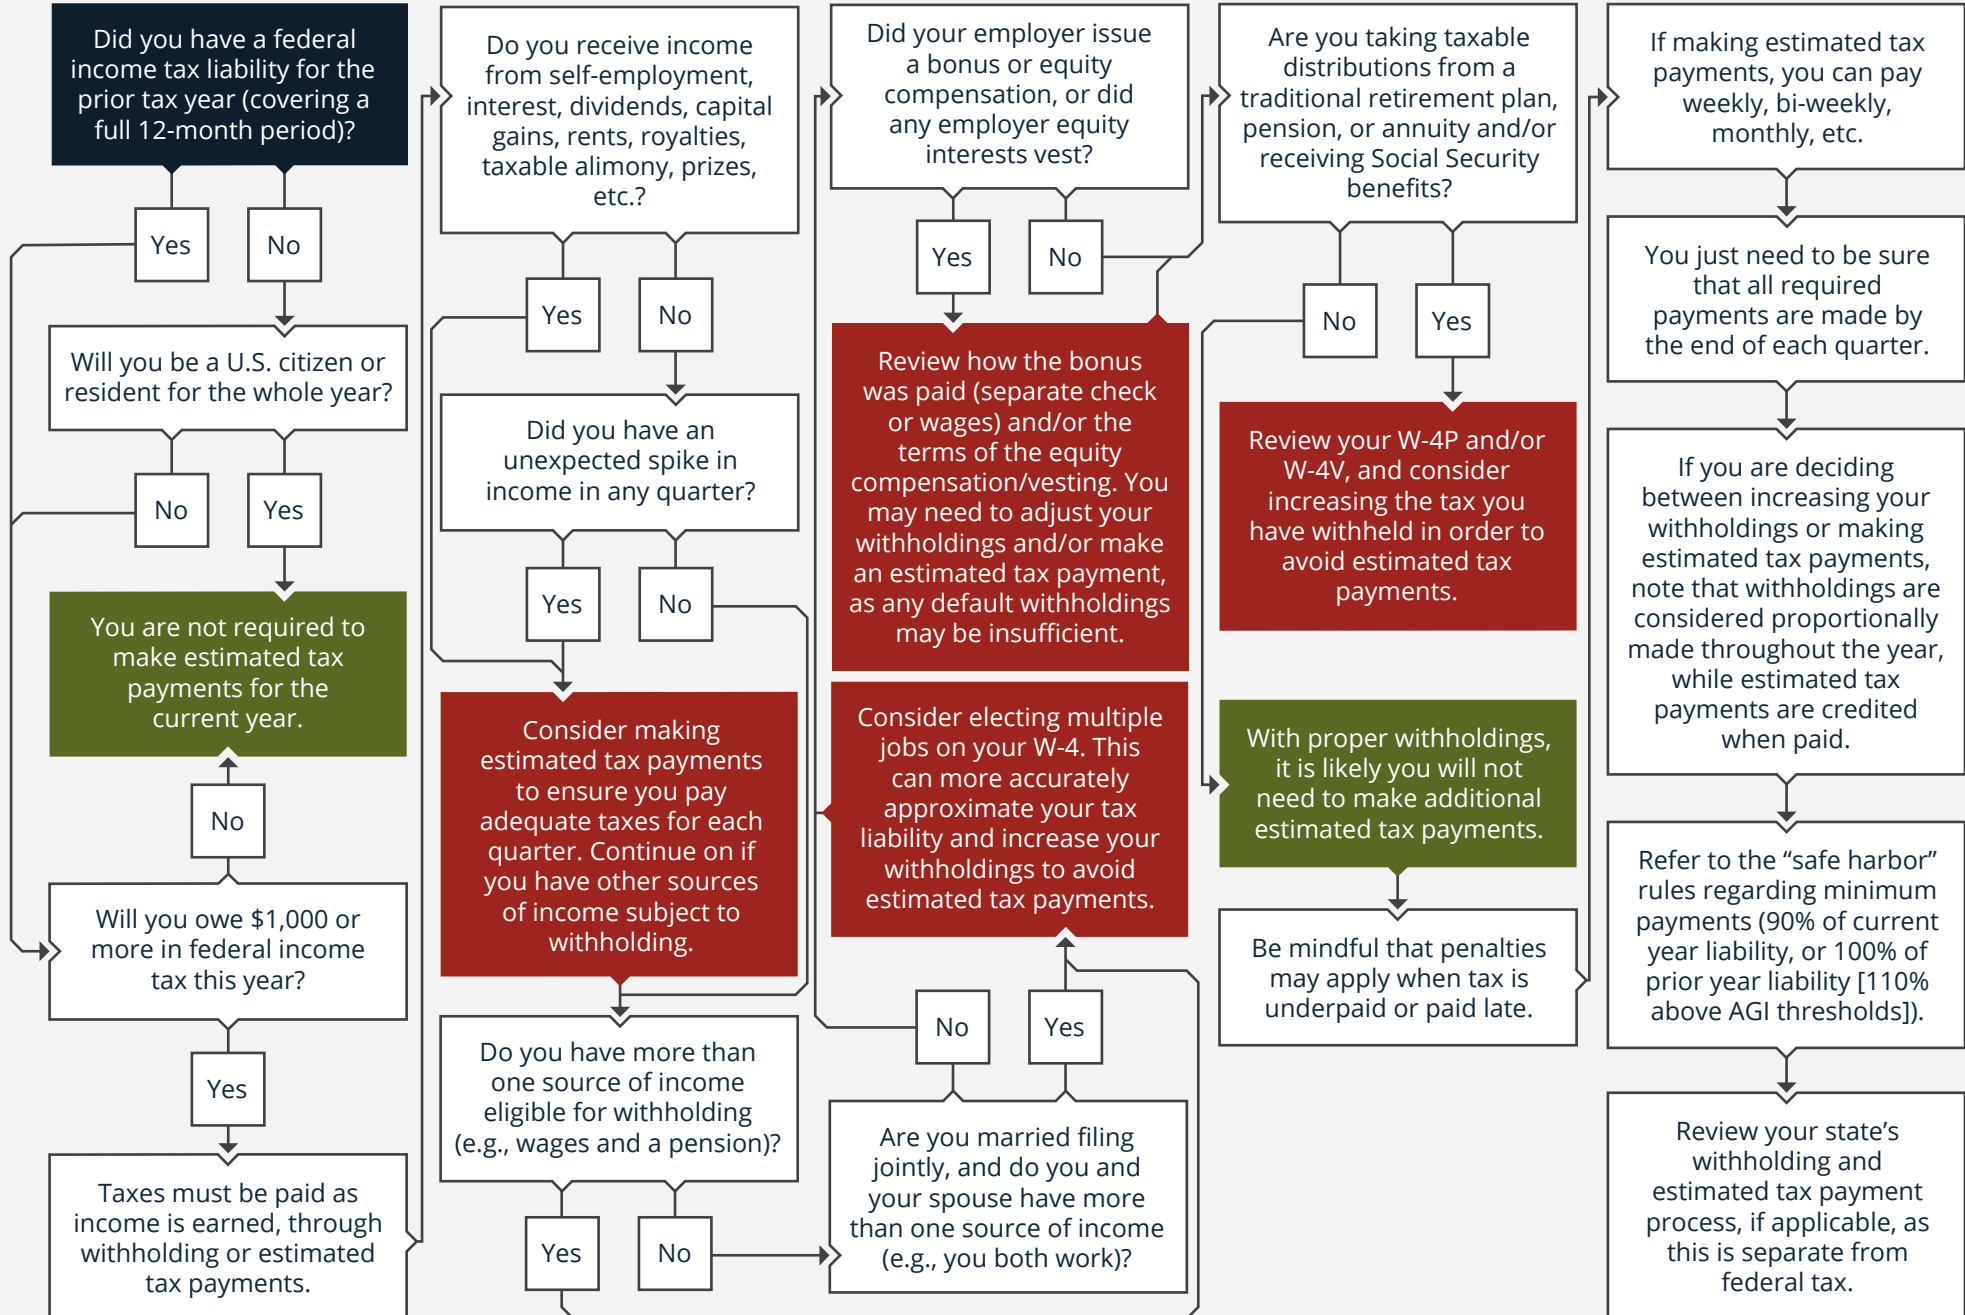 Did you have a federal
income tax liability for the
prior tax year (covering a
full 12-month period)?
Yes
No
Will you be a U.S. citizen or
resident for the whole year?
No
Yes
You are not required to
make estimated tax
payments for the
current year.
No
Will you owe $1,000 or
more in federal income
tax this year?
Yes
Taxes must be paid as
income is earned, through
withholding or estimated
tax payments.
Do you receive income
from self-employment,
interest, dividends, capital
gains, rents, royalties,
taxable alimony, prizes,
etc.?
Yes
No
Did you have an
unexpected spike in
income in any quarter?
Yes
No
Consider making
estimated tax payments
to ensure you pay
adequate taxes for each
quarter. Continue on if
you have other sources
of income subject to
withholding.
Do you have more than
one source of income
eligible for withholding
(e.g., wages and a pension)?
Yes
No
Did your employer issue
a bonus or equity
compensation, or did
any employer equity
interests vest?
Yes
No
Review how the bonus
was paid (separate check
or wages) and/or the
terms of the equity
compensation/vesting. You
may need to adjust your
withholdings and/or make
an estimated tax payment,
as any default withholdings
may be insufficient.
Consider electing multiple
jobs on your W-4. This
can more accurately
approximate your tax
liability and increase your
withholdings to avoid
estimated tax payments.
No
Yes
Are you married filing
jointly, and do you and
your spouse have more
than one source of income
(e.g., you both work)?
Are you taking taxable
distributions from a
traditional retirement plan,
pension, or annuity and/or
receiving Social Security
benefits?
No
Yes
Review your W-4P and/or
W-4V, and consider
increasing the tax you
have withheld in order to
avoid estimated tax
payments.
With proper withholdings,
it is likely you will not
need to make additional
estimated tax payments.
Be mindful that penalties
may apply when tax is
underpaid or paid late.
If making estimated tax
payments, you can pay
weekly, bi-weekly,
monthly, etc.
You just need to be sure
that all required
payments are made by
the end of each quarter.
If you are deciding
between increasing your
withholdings or making
estimated tax payments,
note that withholdings are
considered proportionally
made throughout the year,
while estimated tax
payments are credited
when paid.
Refer to the “safe harbor”
rules regarding minimum
payments (90% of current
year liability, or 100% of
prior year liability [110%
above AGI thresholds]).
Review your state’s
withholding and
estimated tax payment
process, if applicable, as
this is separate from
federal tax.